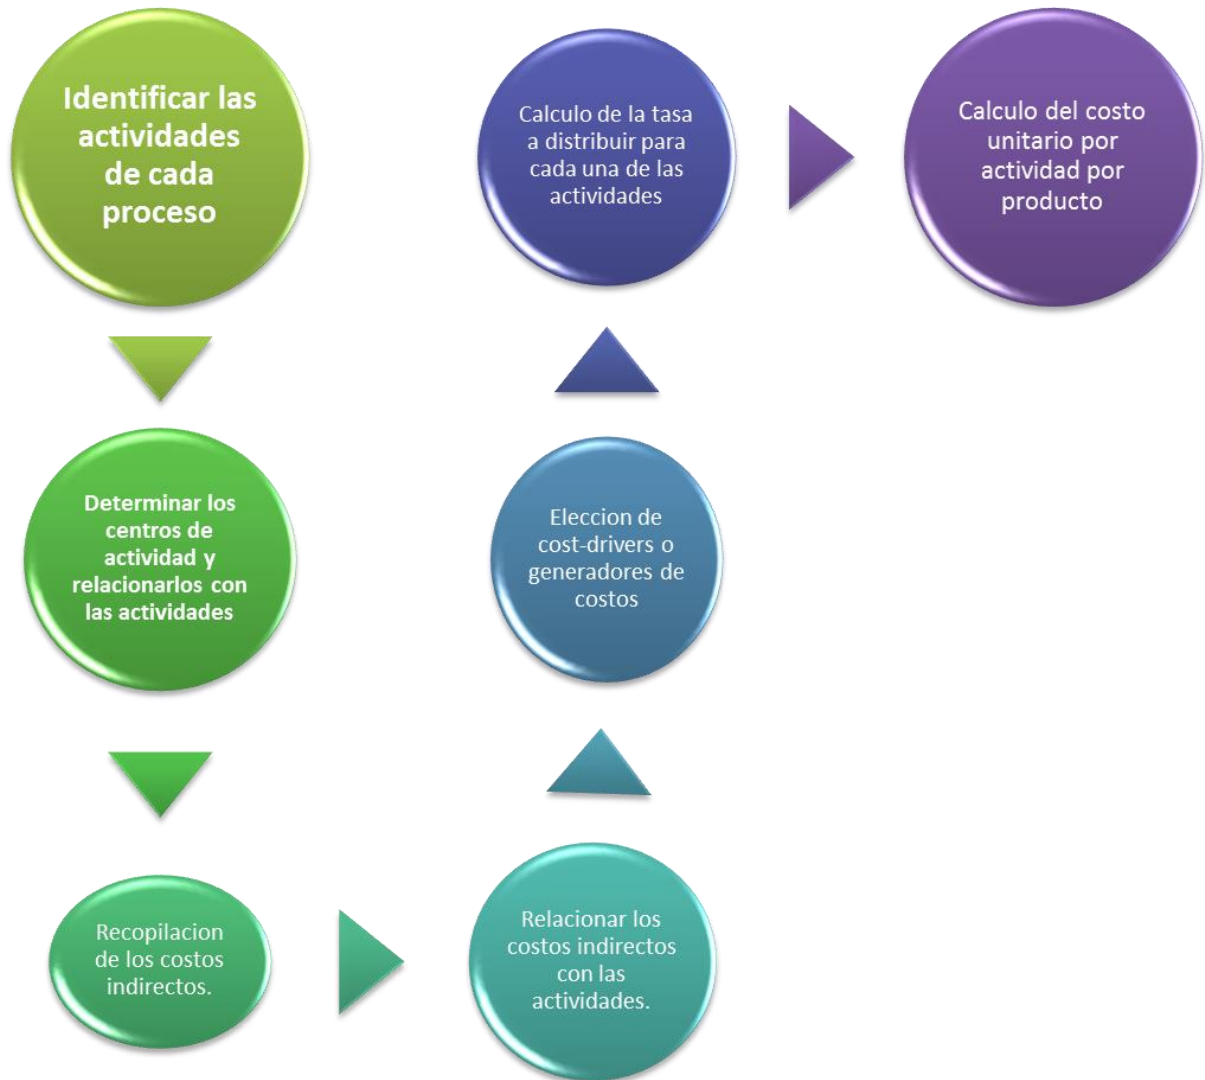 Identificar las
actividades
de cada
proceso
Determinar los
centros de
actividad y
relacionarlos con
las actividades
Recopilacion
de los costos
indirectos.
Relacionar los
costos indirectos
con las
actividades.
Eleccion de
cost-drivers o
generadores de
costos
Calculo de la tasa
a distribuir para
cada una de las
actividades
Calculo del costo
unitario por
actividad por
producto